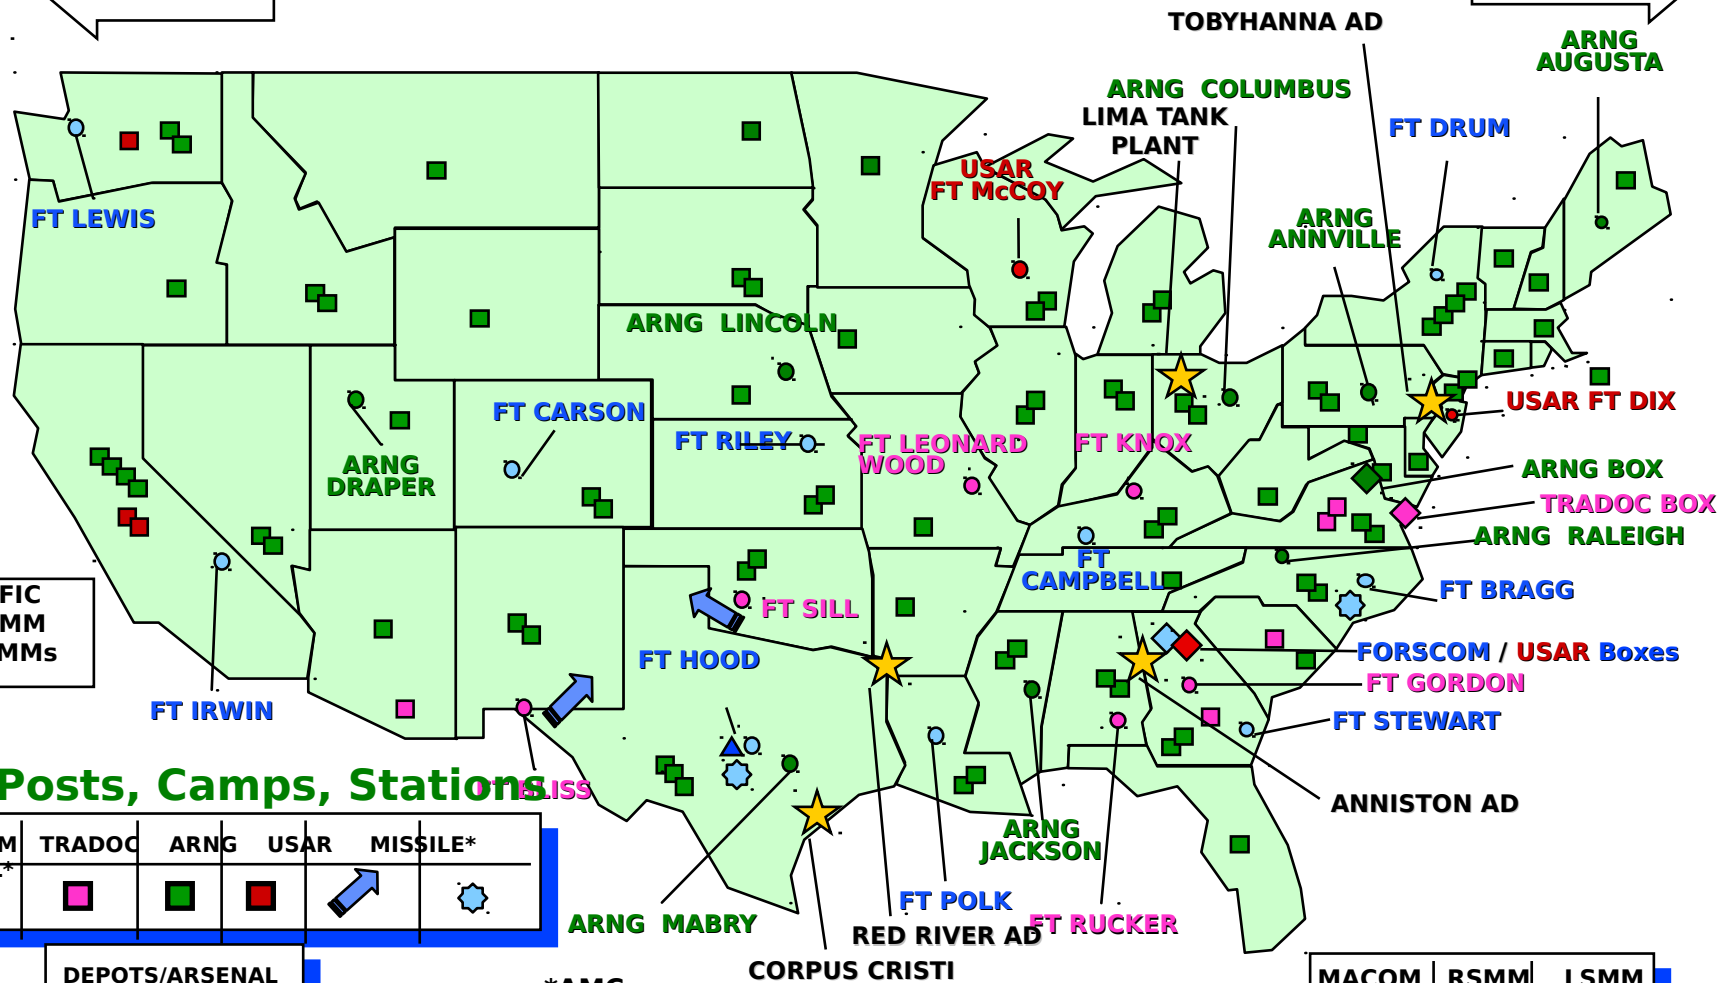 TOBYHANNA AD
ARNG
AUGUSTA
ARNG COLUMBUS
LIMA TANK
PLANT
FT DRUM
USAR
FT McCOY
FT LEWIS
ARNG
ANNVILLE
ARNG LINCOLN
FT CARSON
FT RILEY
FT LEONARD
WOOD
FT KNOX
USAR FT DIX
ARNG
DRAPER
ARNG BOX
TRADOC BOX
ARNG RALEIGH
FT
CAMPBELL
FT BRAGG
FIC
MM
MMs
FT SILL
FT HOOD
FORSCOM / USAR Boxes
FT GORDON
FT IRWIN
FT STEWART
Posts, Camps, Stations
FT BLISS
ANNISTON AD
M TRADOC ARNG USAR MISSILE*
*
ARNG
JACKSON
FT POLK
ARNG MABRY
FT RUCKER
RED RIVER AD
CORPUS CRISTI
DEPOTS/ARSENAL
*AMC
MACOM RSMM LSMM